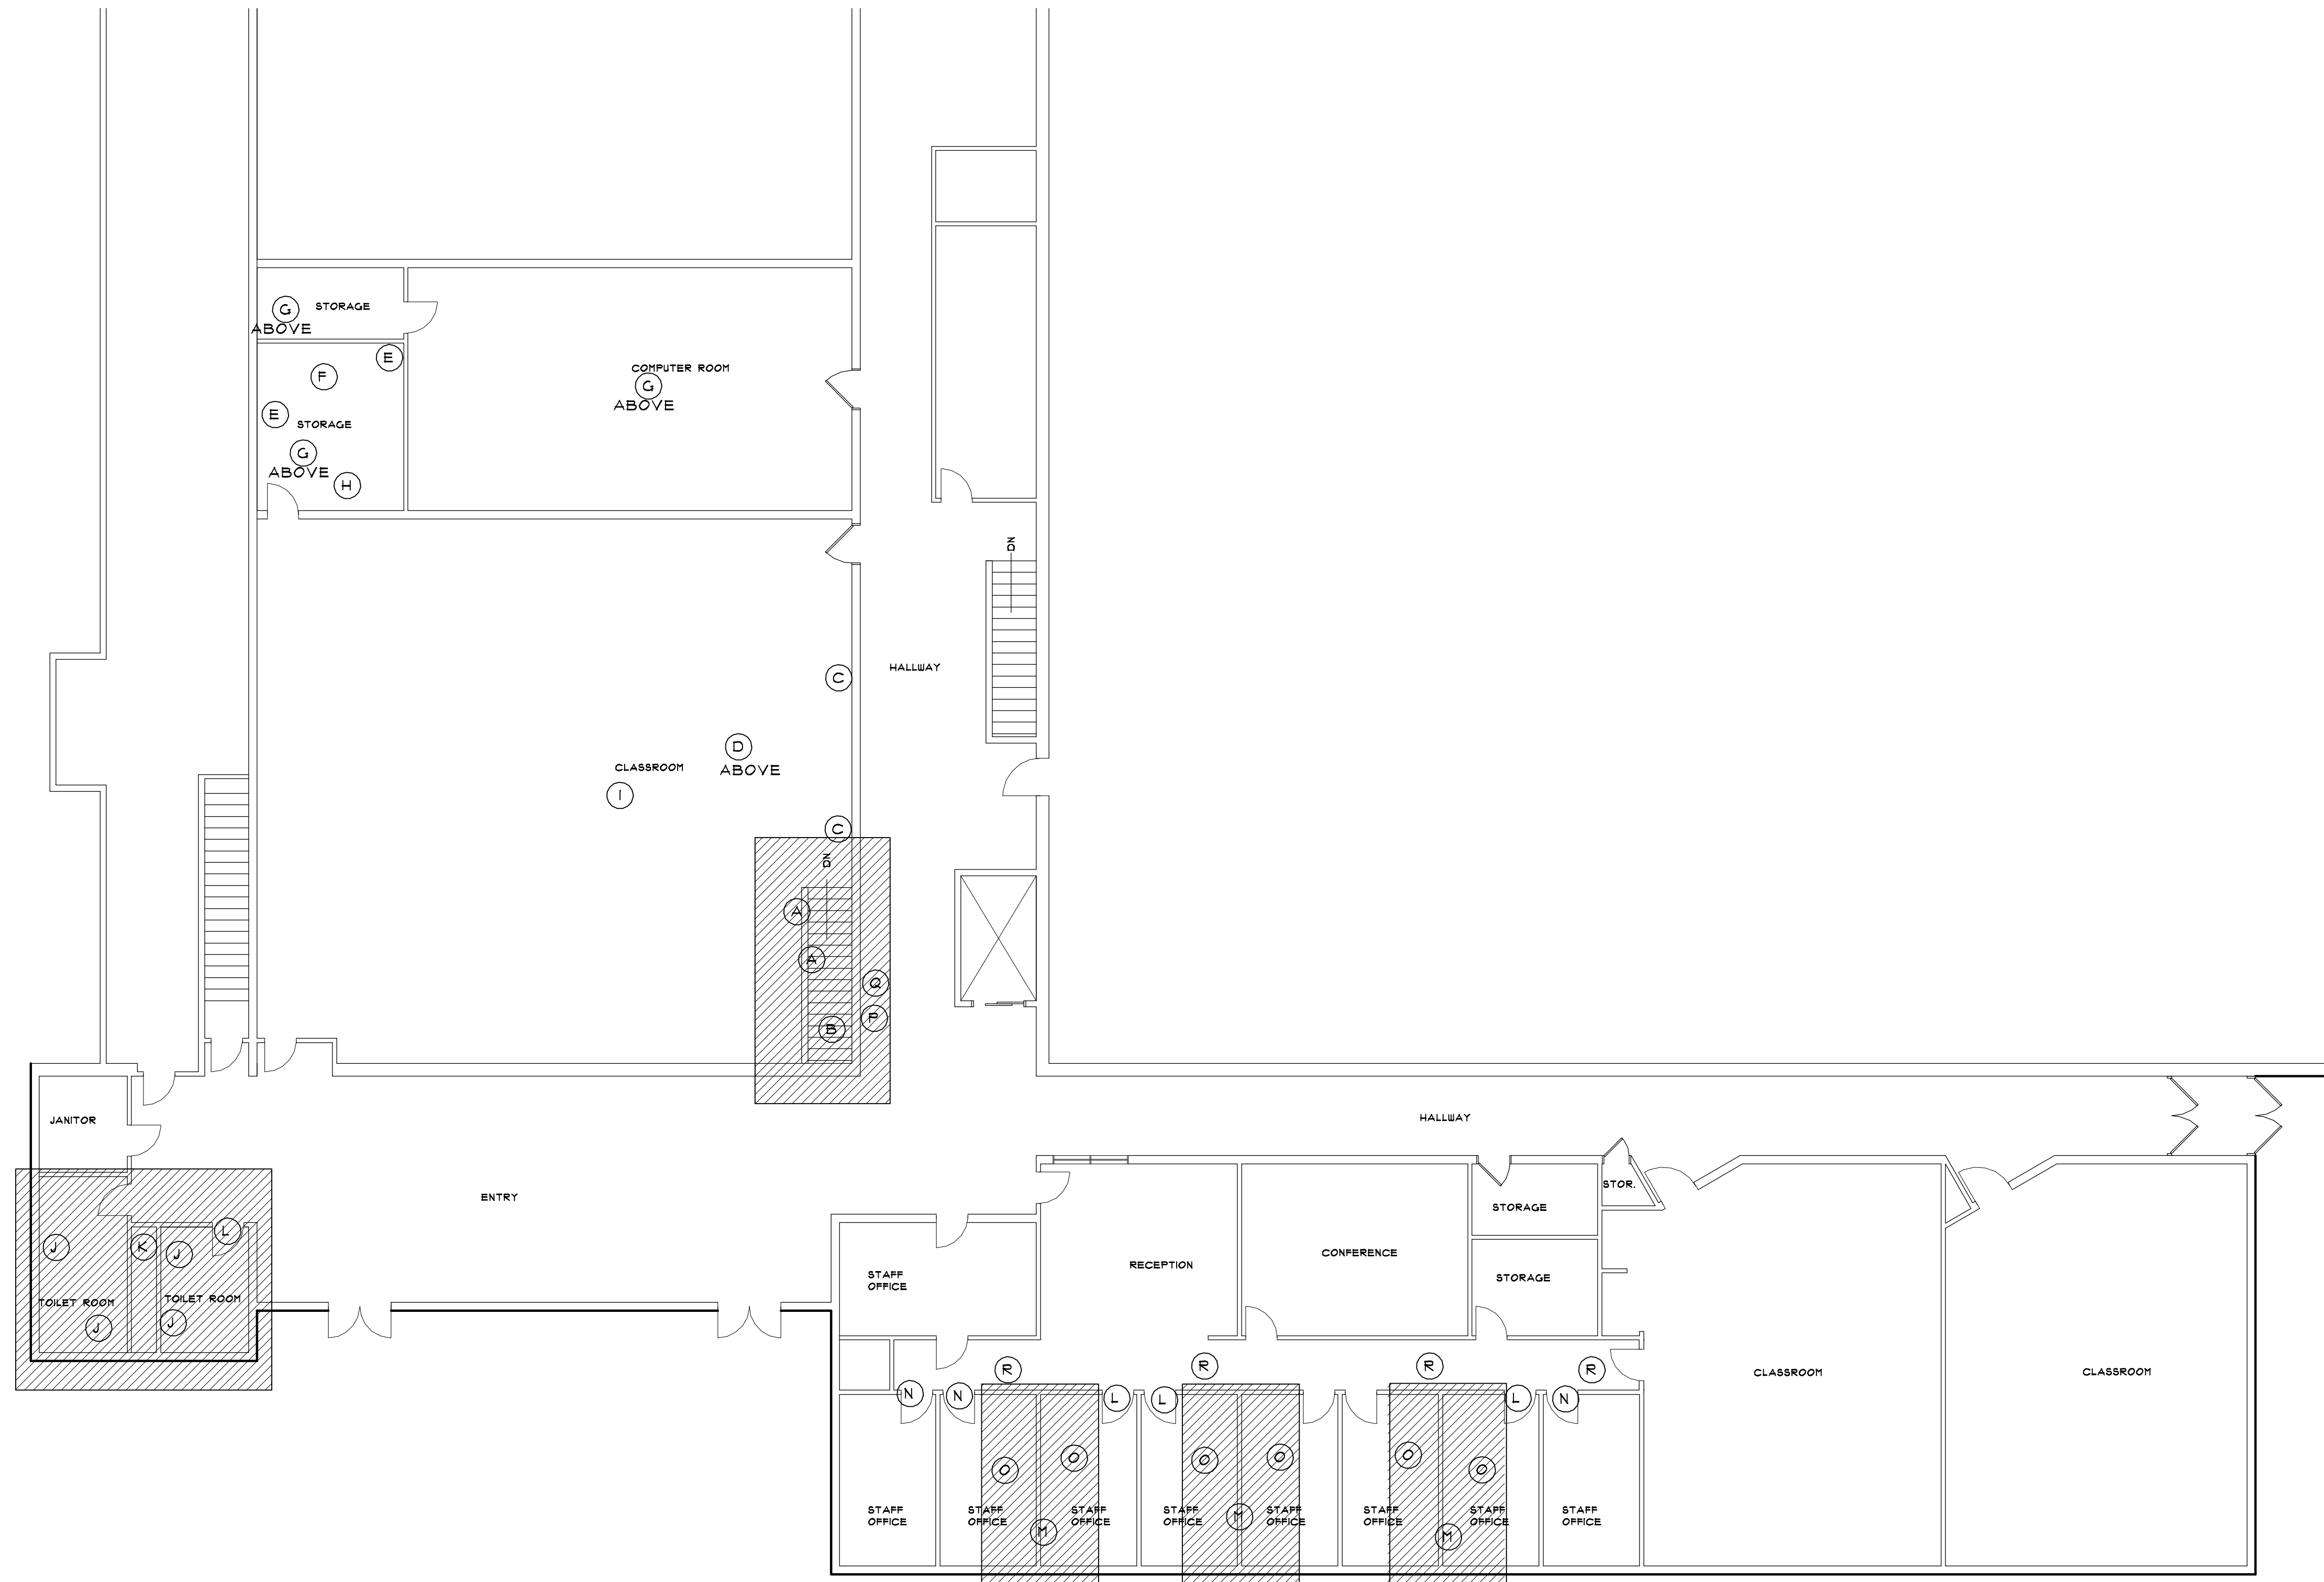 G STORAGE
ABOVE
E
F
COMPUTER ROOM
G
ABOVE
E
STORAGE
G
ABOVE
H
DN
HALLWAY
C
D
ABOVE
CLASSROOM
I
C
DN
A
A
Q
P
B
JANITOR
HALLWAY
ENTRY
STOR.
STORAGE
L
J
K
J
CONFERENCE
RECEPTION
STORAGE
STAFF
OFFICE
TOILET ROOM
TOILET ROOM
J
J
R
R
R
R
CLASSROOM
CLASSROOM
N
N
L
L
L
N
O
O
O
O
O
O
STAFF
OFFICE
STAFF
OFFICE
STAFF
OFFICE
STAFF
OFFICE
STAFF
OFFICE
STAFF
OFFICE
STAFF
OFFICE
STAFF
OFFICE
M
M
M